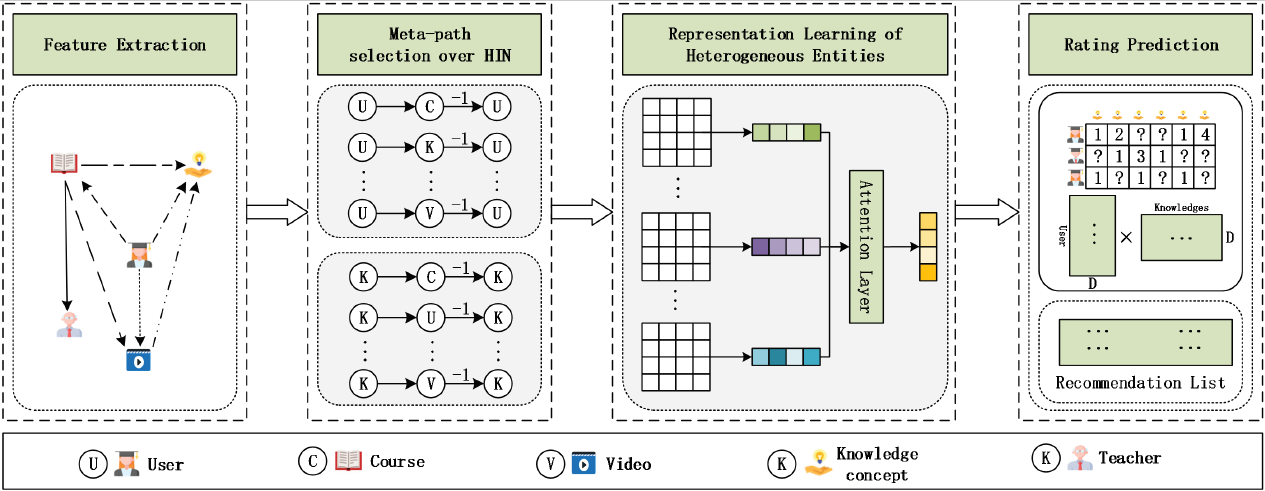 Feature Extraction
Meta-path
selection over HIN
Representation Learning of
Heterogeneous Entities
Rating Prediction
U C -1 U
U K -1 U
U V -1 U
K C -1 K
K U -1 K
K V -1 K
Attention Layer
1 2 ? ? 1 4
? 1 3 1 ? ?
1 ? 1 ? 1 ?
User
D
×
Knowledges
D
Recommendation List
U User
C Course
V Video
K Knowledge
concept
K Teacher